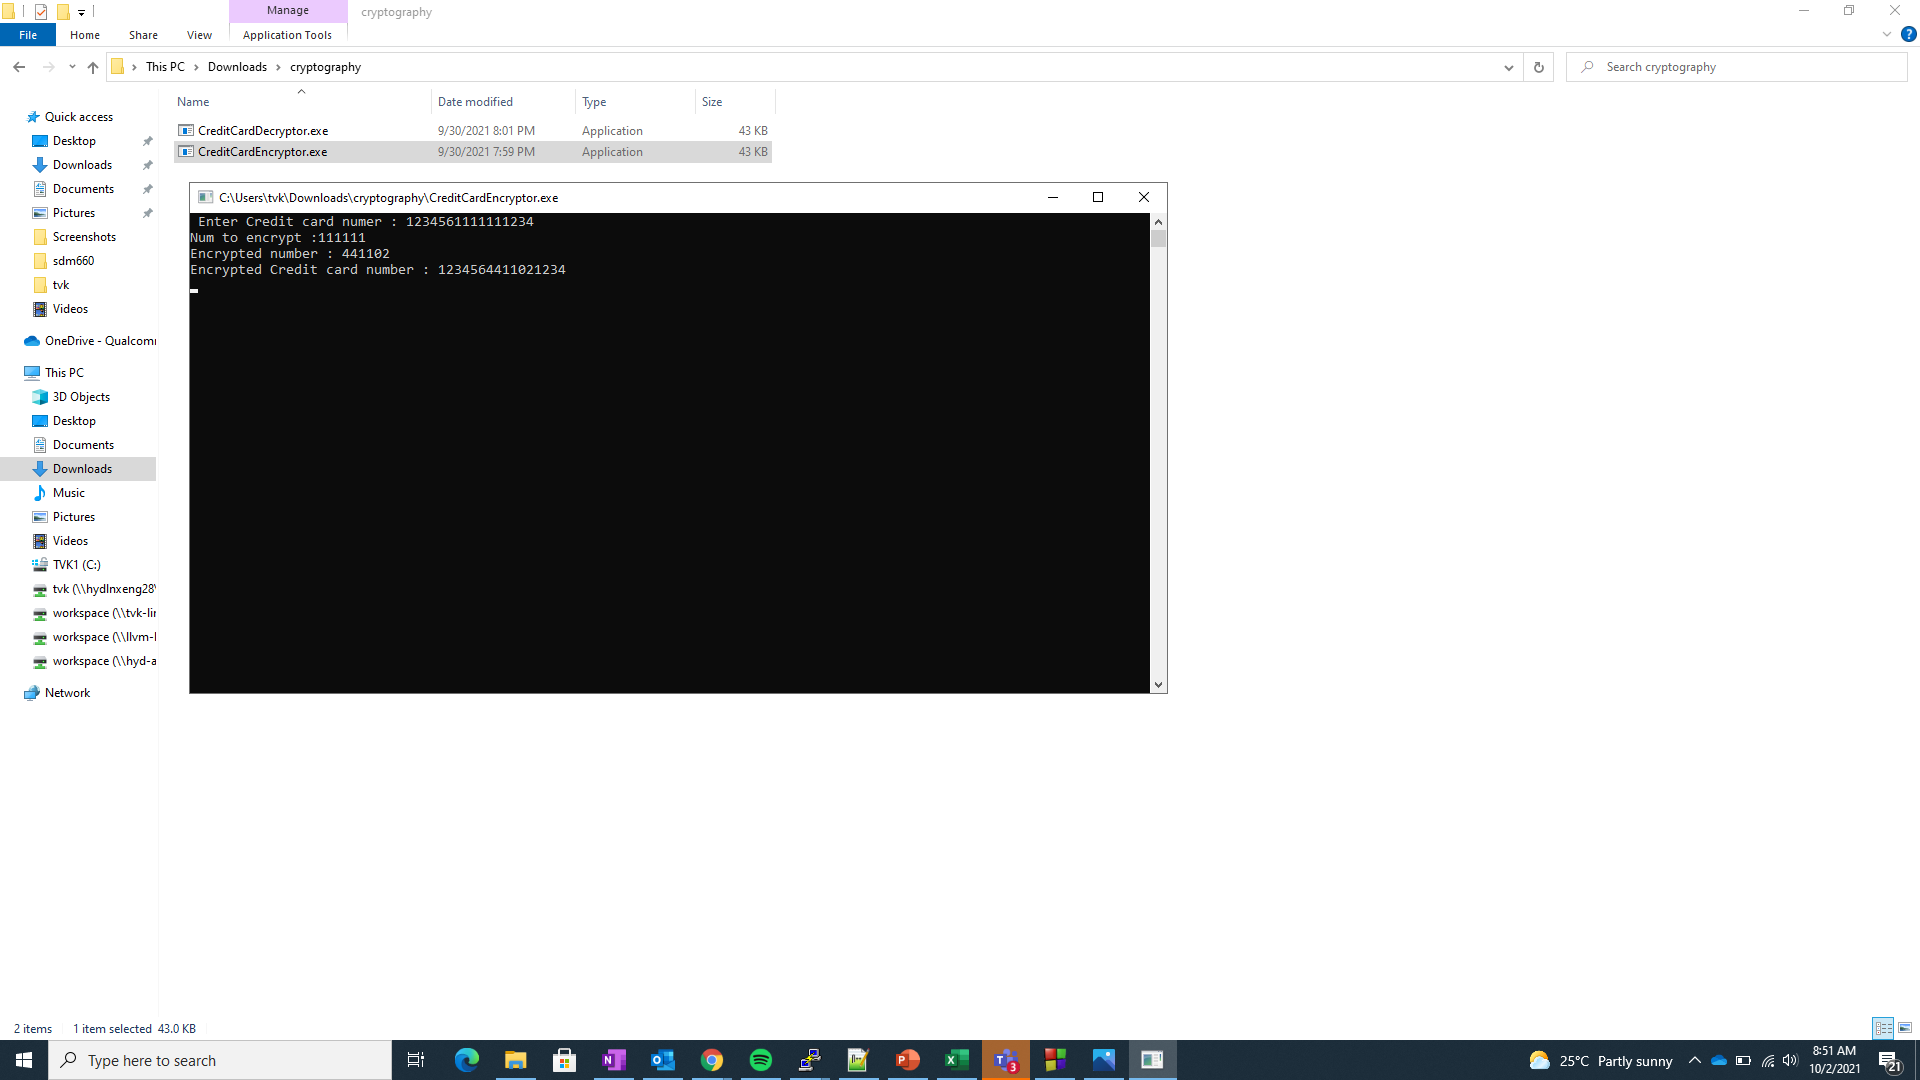 Manage
cryptography
File
Home
Share
View
Application Tools
?
This PC
Downloads
cryptography
Search cryptography
Name
Date modified
Type
Size
CreditCardDecryptor.exe
9/30/2021 8:01 PM
Application
43 KB
CreditCardEncryptor.exe
9/30/2021 7:59 PM
Application
43 KB
Quick access
Desktop
Downloads
Documents
Pictures
Screenshots
sdm660
tvk
Videos
OneDrive - Qualcomm
This PC
3D Objects
Desktop
Documents
Downloads
Music
Pictures
Videos
TVK1 (C:)
tvk (\\hydlnxeng28\
workspace (\\tvk-lin
workspace (\\llvm-l
workspace (\\hyd-a
Network
C:\Users\tvk\Downloads\cryptography\CreditCardEncryptor.exe
Enter Credit card numer : 1234561111111234
Num to encrypt :111111
Encrypted number : 441102
Encrypted Credit card number : 1234564411021234
2 items
1 item selected 43.0 KB
Type here to search
3
25°C Partly sunny
8:51 AM
10/2/2021
21